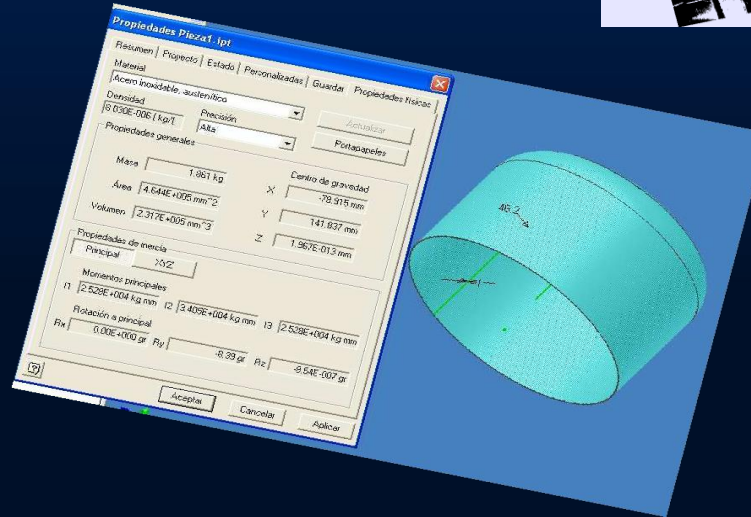 Propiedades Pieza1.ipt
Resumen Proyecto Estado Personalizadas Guardar Propiedades físicas
Material
Acero inoxidable, austenítico
Densidad
8.030E-006 ( kg/(
Precisión
Alta
Actualizar
Portapapeles
Propiedades generales
Masa 1.861 kg
Área 4.644E+005 mm^2
Volumen 2.317E+005 mm^3
Centro de gravedad
X -78.915 mm
Y 141.837 mm
Z 1.967E-013 mm
Propiedades de inercia
Principal XYZ
Momentos principales
I1 2.528E+004 kg mm I2 3.405E+004 kg mm I3 2.528E+004 kg mm
Rotación a principal
Rx 0.00E+000 gr Ry -8.39 gr Rz -9.54E-007 gr
Aceptar Cancelar Aplicar